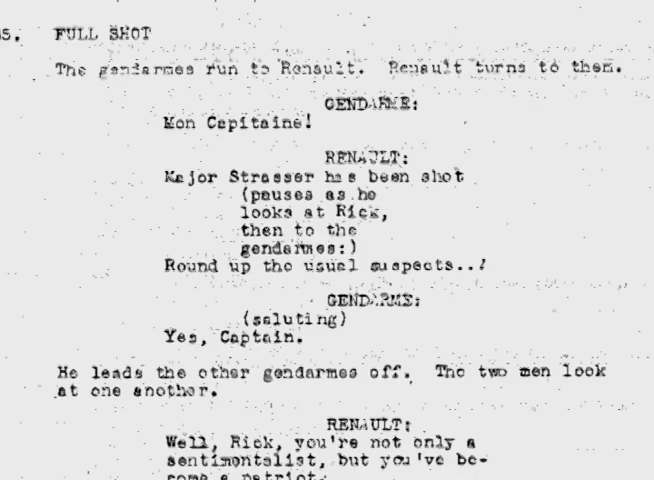 5. FULL SHOT
The gendarmes run to Renault. Renault turns to them.
GENDARME:
Mon Capitaine!
RENAULT:
Major Strasser has been shot
(pauses as he
looks at Rick,
then to the
gendarmes:)
Round up the usual suspects..!
GENDARME:
(saluting)
Yes, Captain.
He leads the other gendarmes off. The two men look
at one another.
RENAULT:
Well, Rick, you're not only a
sentimentalist, but you've be-
come a patriot.